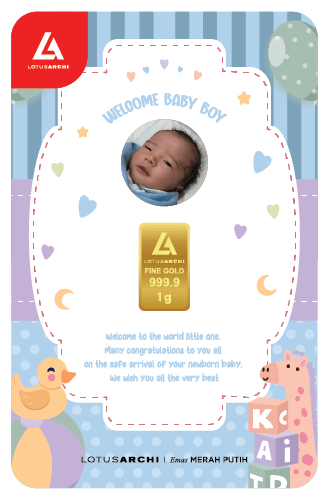 LOTUSARCHI
WELCOME BABY BOY
LOTUSARCHI
FINE GOLD
999.9
1g
Welcome to the world little one.
Many congratulations to you all
on the safe arrival of your newborn baby.
We wish you all the very best
K C
A i
T D
LOTUSARCHI | Emas MERAH PUTIH